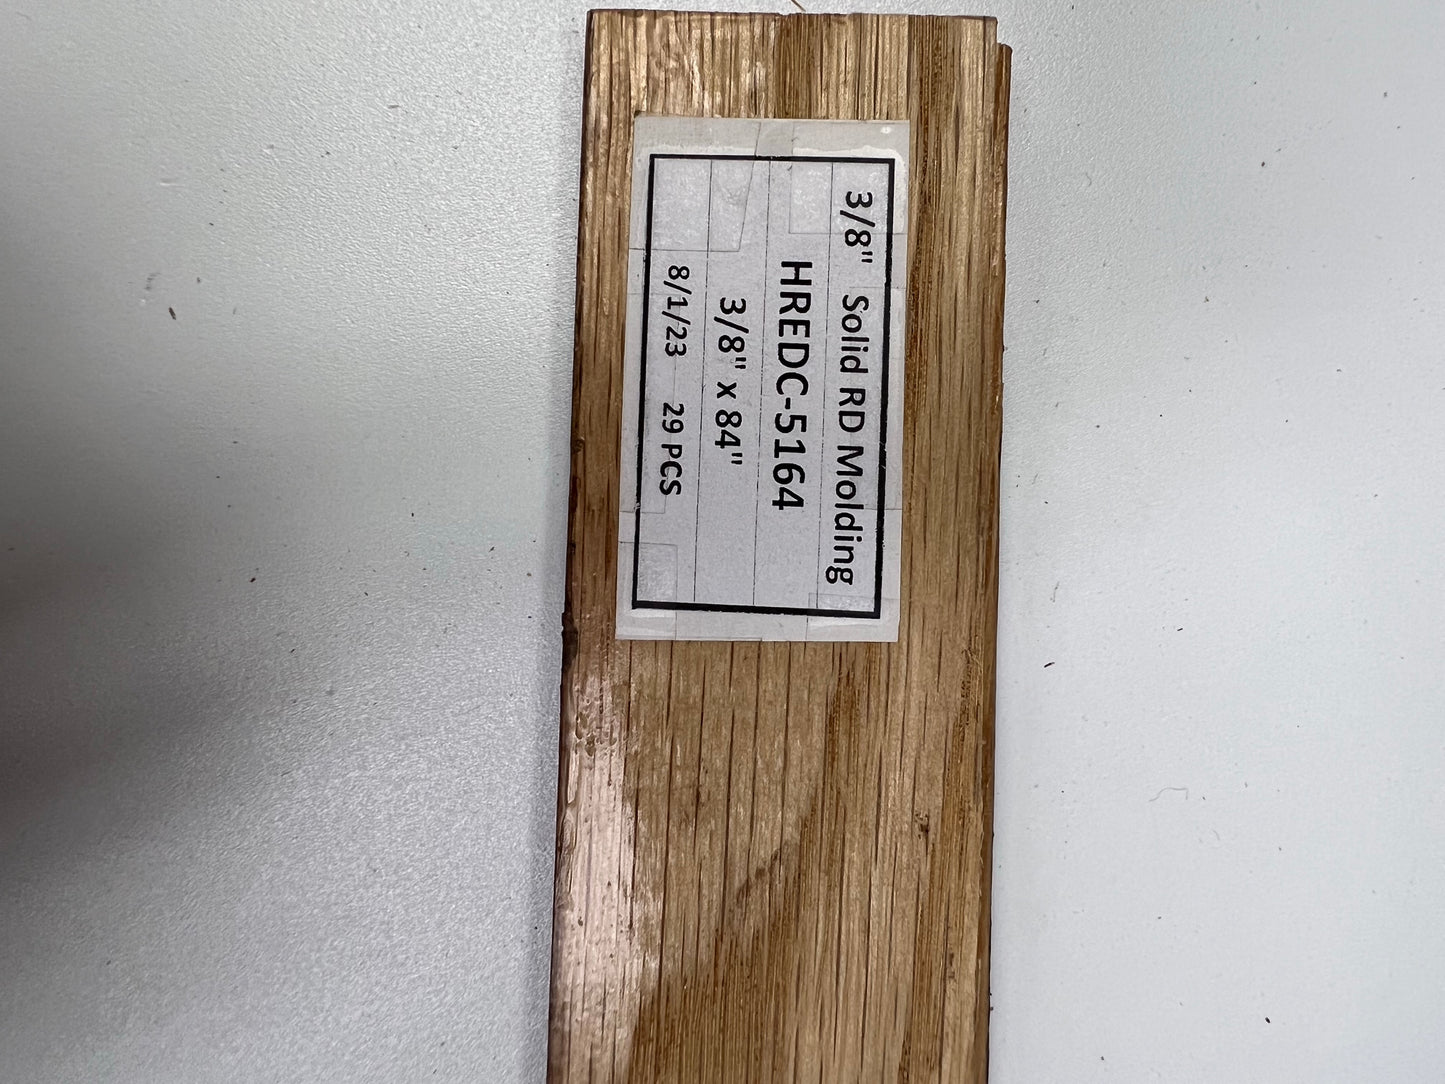 3/8" Solid RD Molding
HREDC-5164
3/8" x 84"
8/1/23 29 PCS